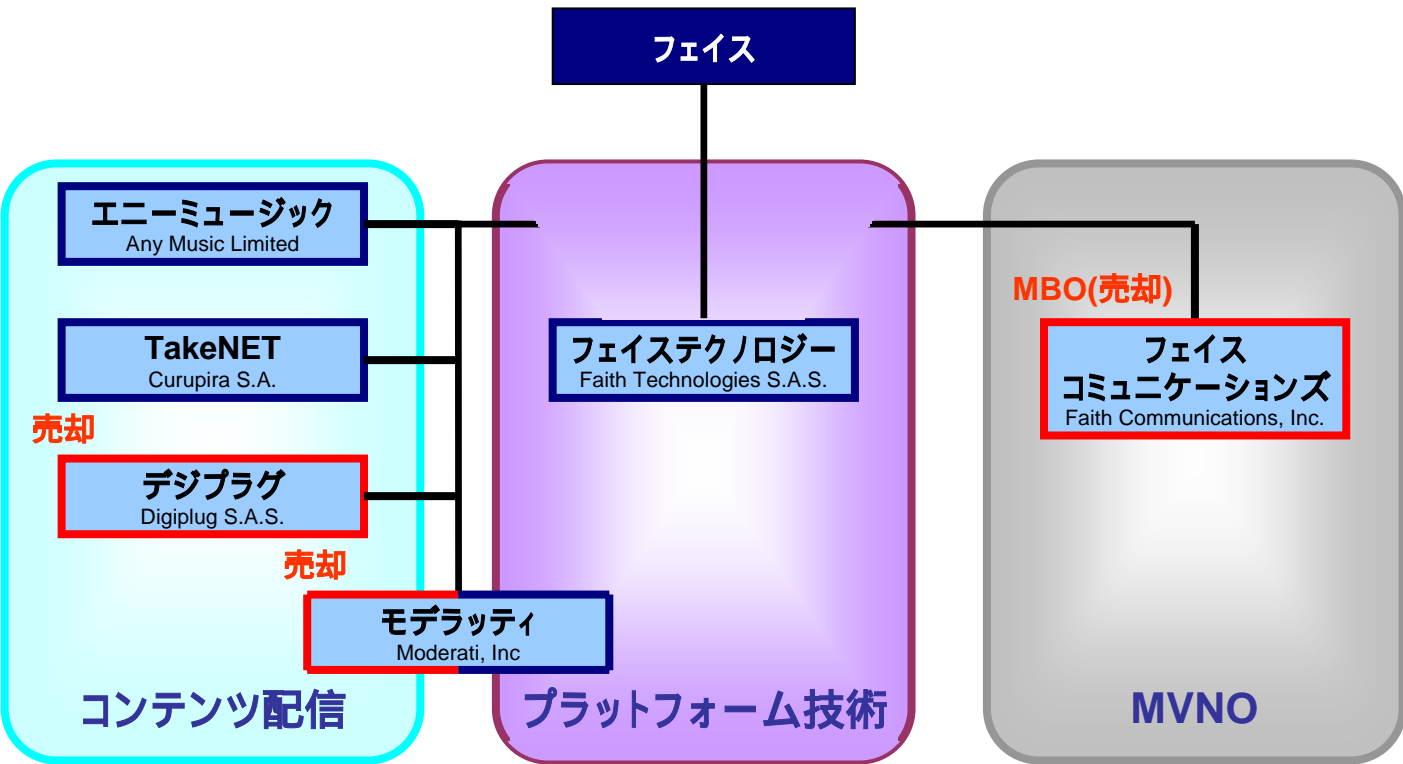 フェイス
エニーミュージック
Any Music Limited
TakeNET
Curupira S.A.
売却
デジプラグ
Digiplug S.A.S.
売却
モデラッティ
Moderati, Inc
コンテンツ配信
フェイステクノロジー
Faith Technologies S.A.S.
プラットフォーム技術
MBO(売却)
フェイス
コミュニケーションズ
Faith Communications, Inc.
MVNO